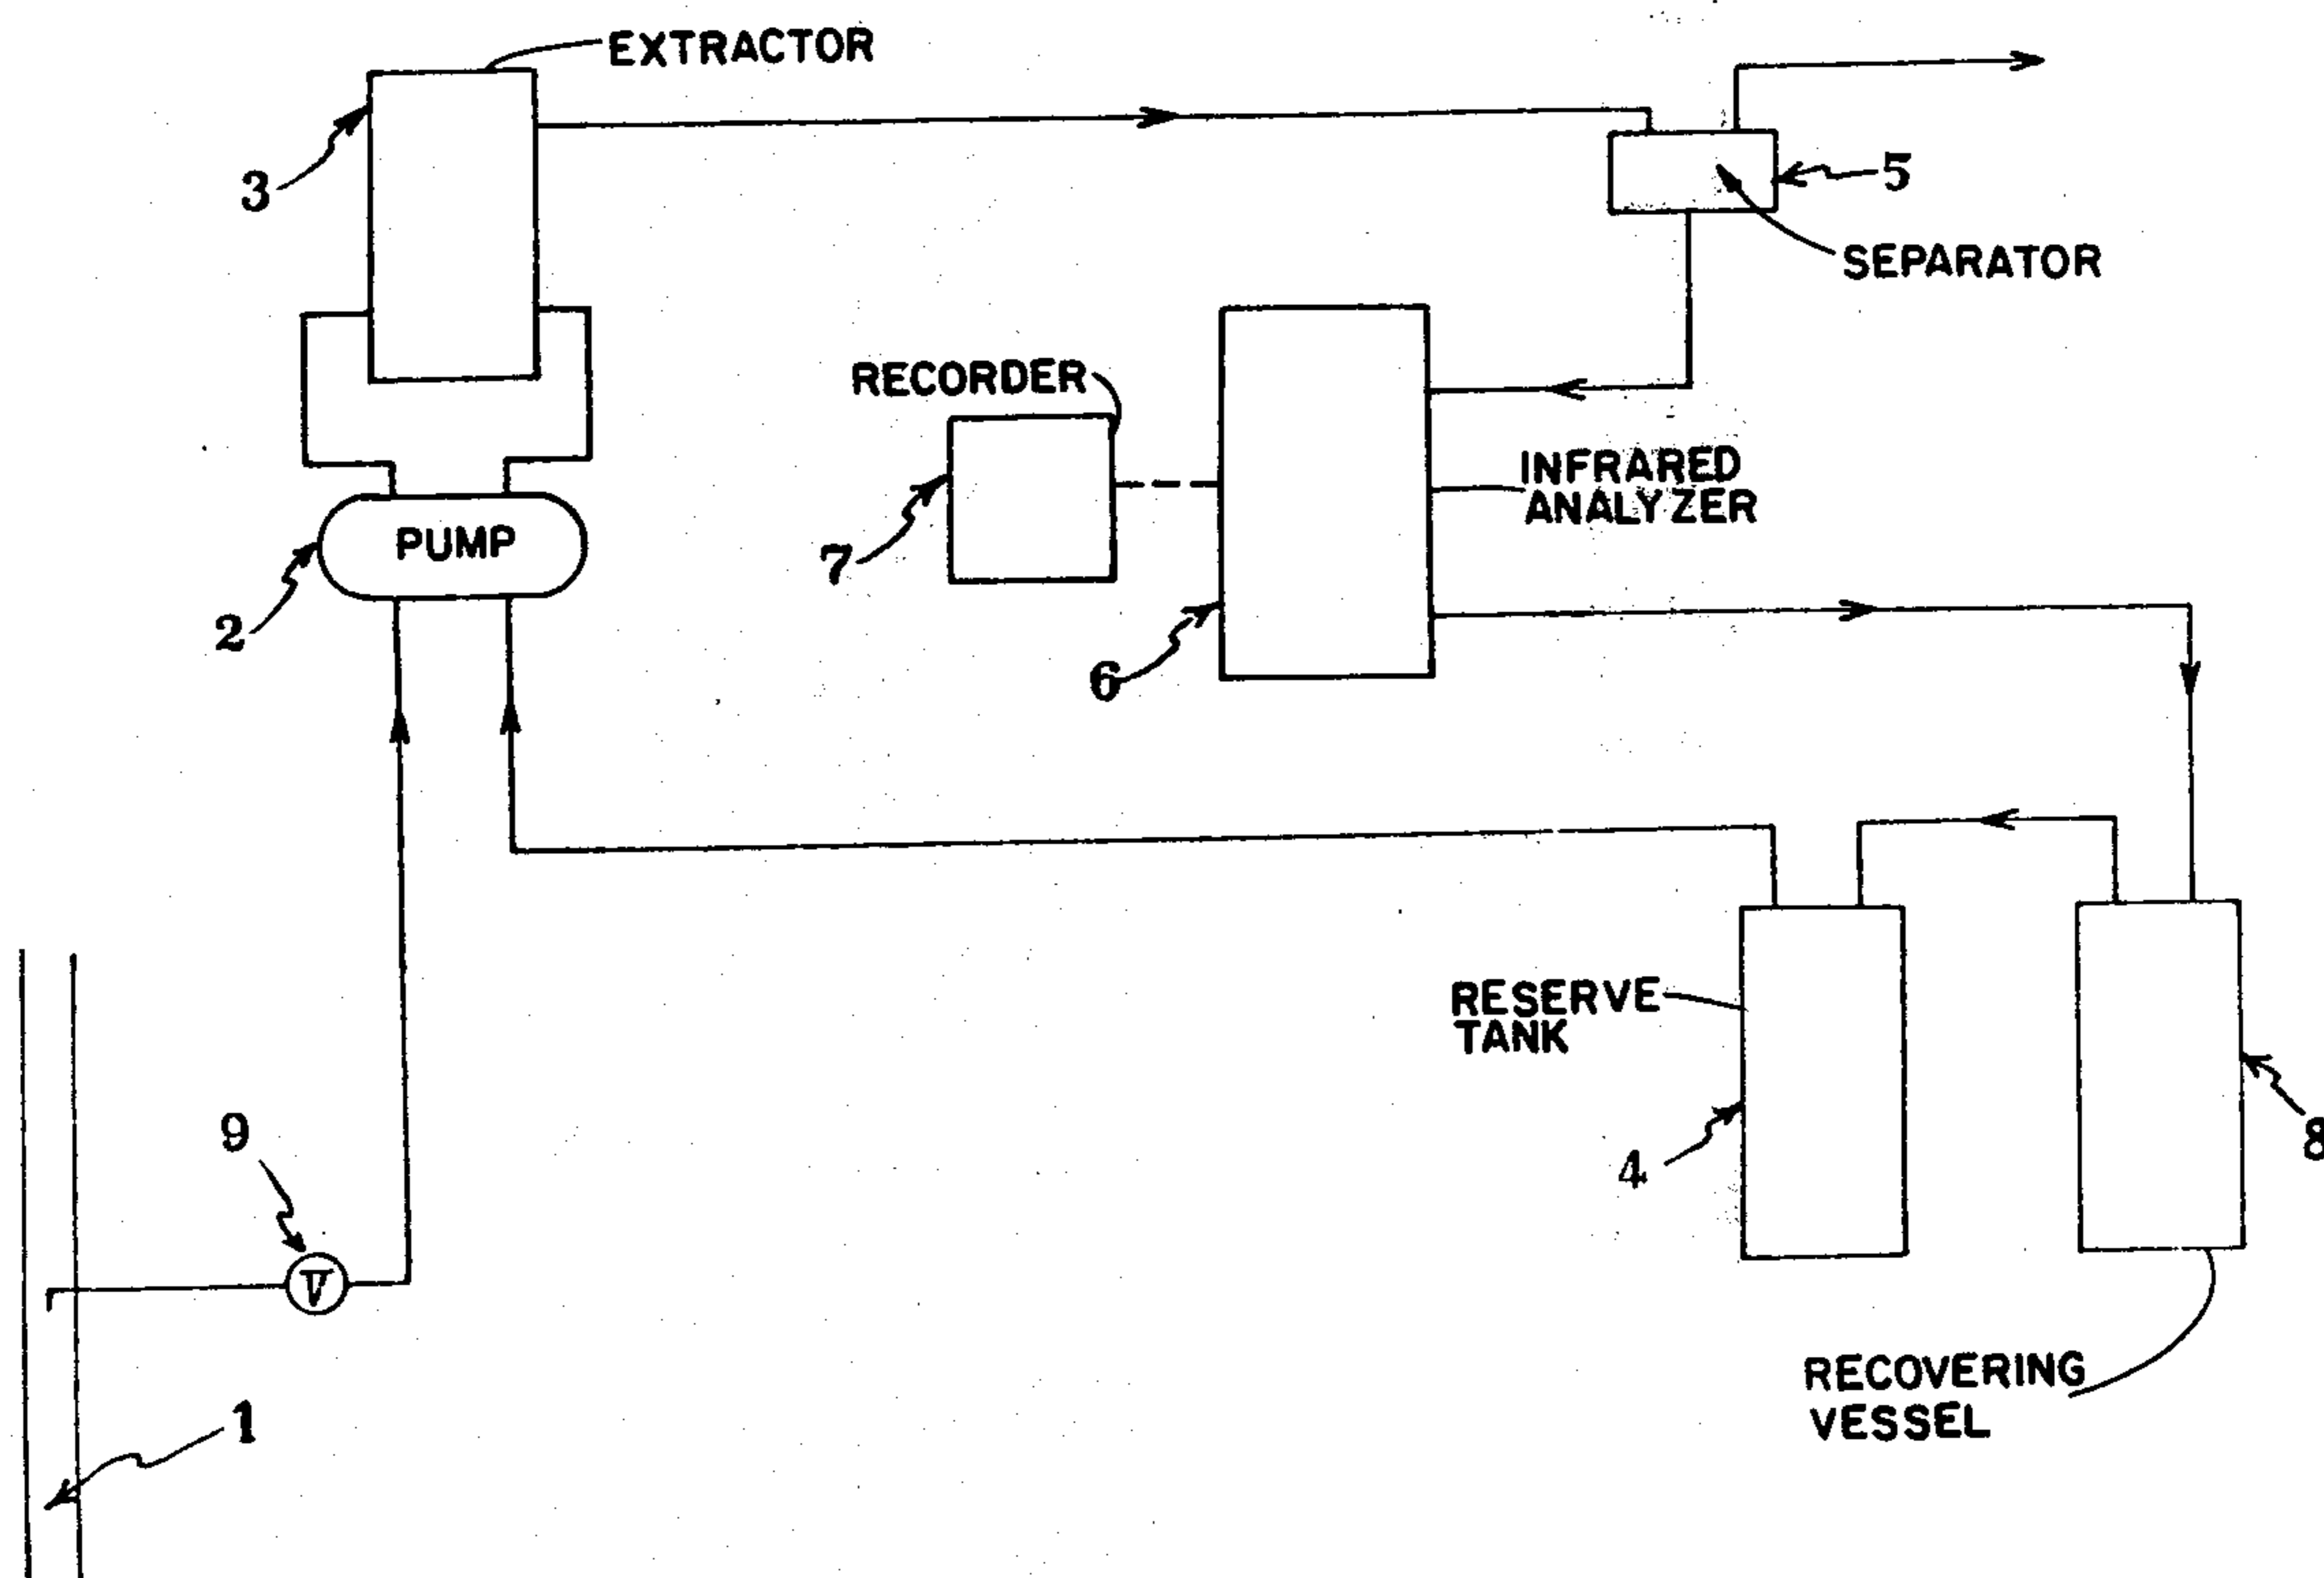 EXTRACTOR
3
5
SEPARATOR
RECORDER
INFRARED
ANALYZER
PUMP
7
2
6
RESERVE
TANK
9
V
4
8
RECOVERING
VESSEL
1